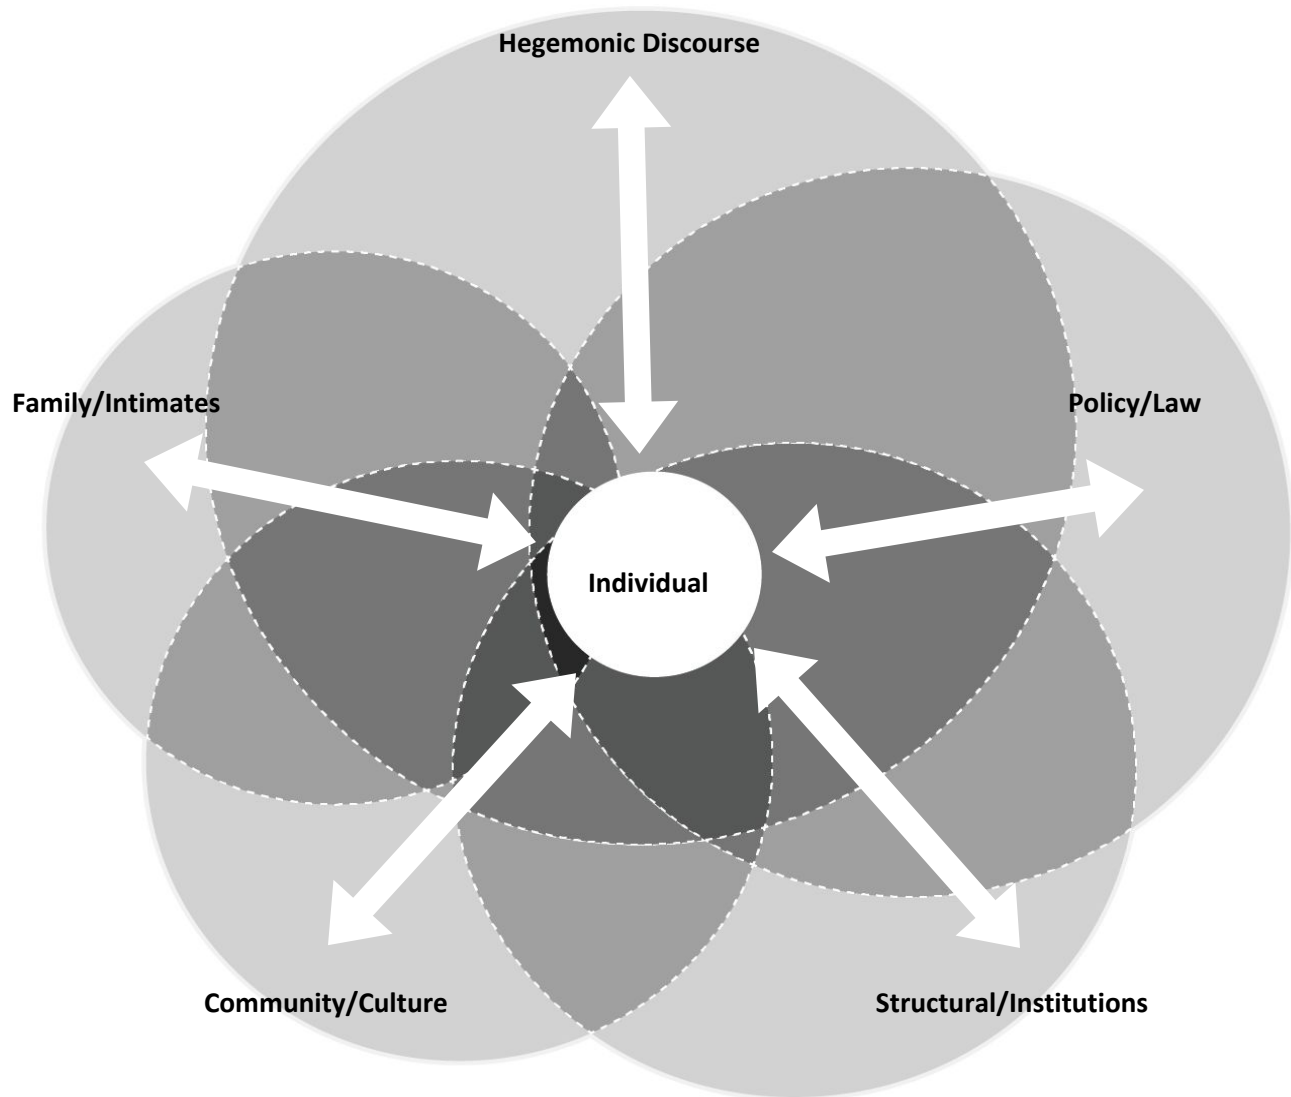 Hegemonic Discourse
Family/Intimates
Policy/Law
Individual
Community/Culture
Structural/Institutions